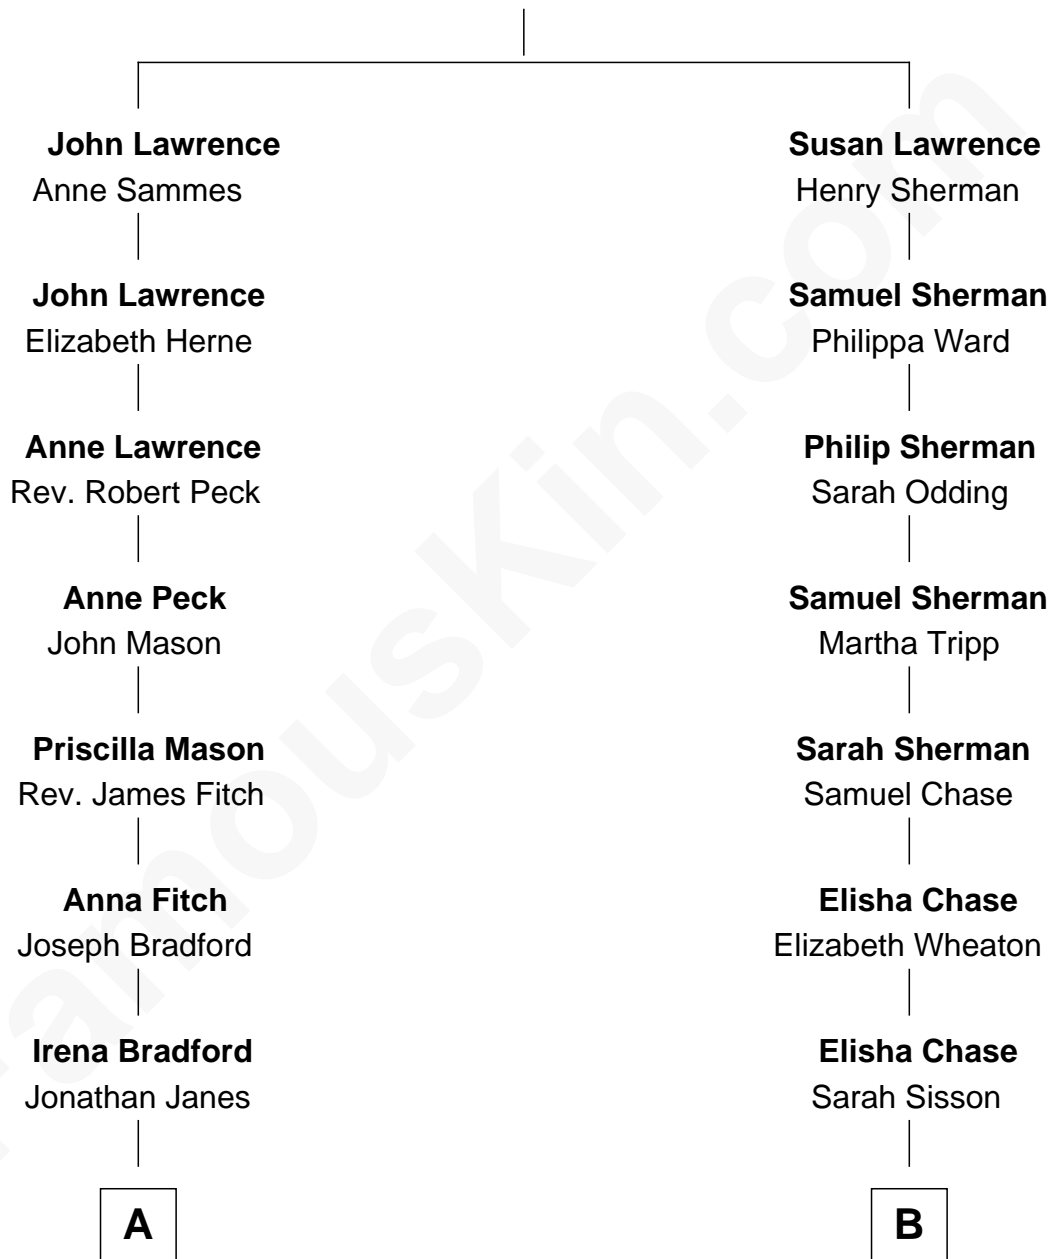 John Lawrence
Anne Sammes
John Lawrence
Elizabeth Herne
Anne Lawrence
Rev. Robert Peck
Anne Peck
John Mason
Priscilla Mason
Rev. James Fitch
Anna Fitch
Joseph Bradford
Irena Bradford
Jonathan Janes
A
Susan Lawrence
Henry Sherman
Samuel Sherman
Philippa Ward
Philip Sherman
Sarah Odding
Samuel Sherman
Martha Tripp
Sarah Sherman
Samuel Chase
Elisha Chase
Elizabeth Wheaton
Elisha Chase
Sarah Sisson
B
FamousKin.com